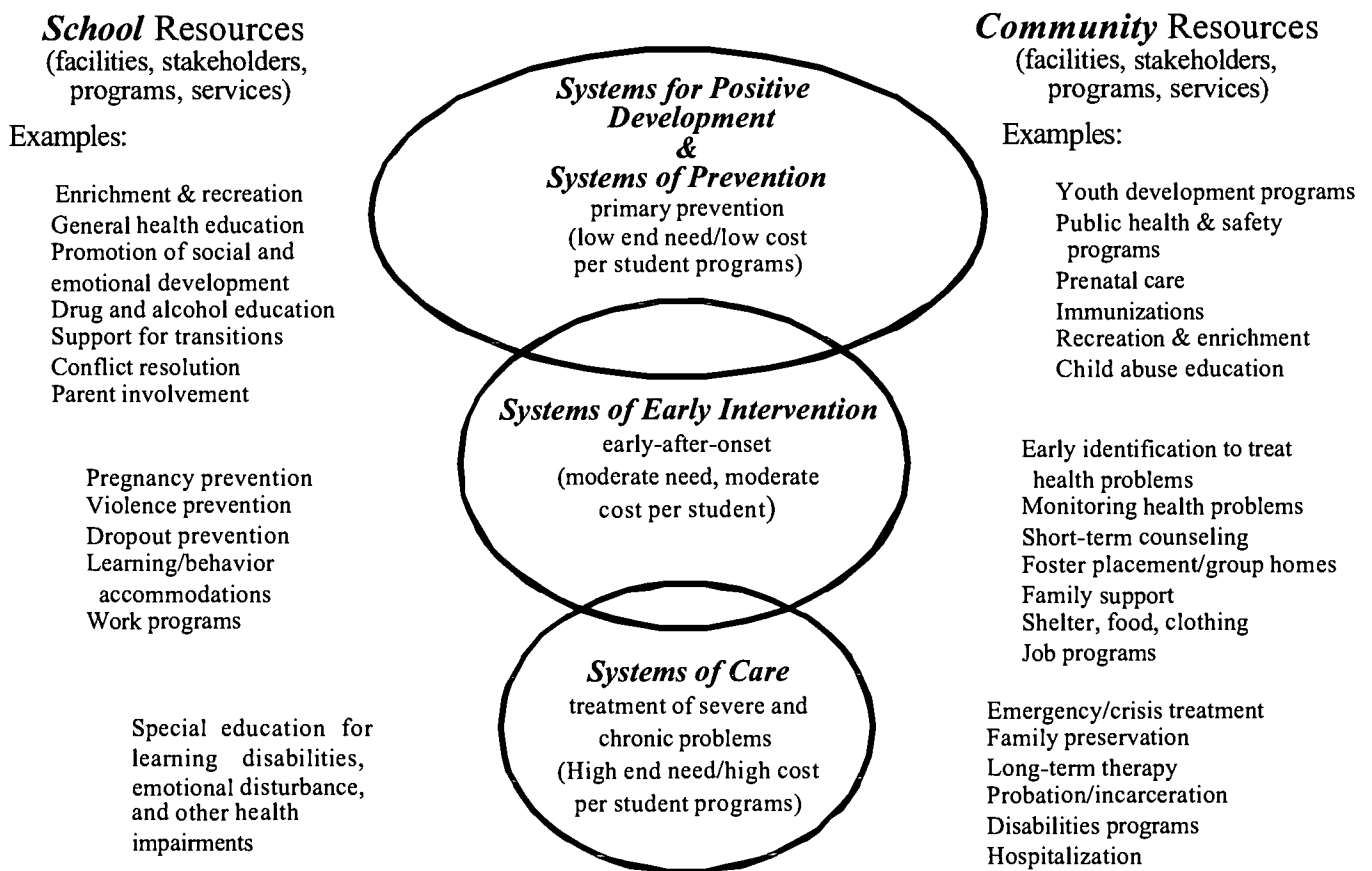 School Resources
(facilities, stakeholders,
programs, services)
Examples:
Enrichment & recreation
General health education
Promotion of social and
emotional development
Drug and alcohol education
Support for transitions
Conflict resolution
Parent involvement
Pregnancy prevention
Violence prevention
Dropout prevention
Learning/behavior
accommodations
Work programs
Special education for
learning disabilities,
emotional disturbance,
and other health
impairments
Systems for Positive
Development
&
Systems of Prevention
primary prevention
(low end need/low cost
per student programs)
Systems of Early Intervention
early-after-onset
(moderate need, moderate
cost per student)
Systems of Care
treatment of severe and
chronic problems
(High end need/high cost
per student programs)
Community Resources
(facilities, stakeholders,
programs, services)
Examples:
Youth development programs
Public health & safety
programs
Prenatal care
Immunizations
Recreation & enrichment
Child abuse education
Early identification to treat
health problems
Monitoring health problems
Short-term counseling
Foster placement/group homes
Family support
Shelter, food, clothing
Job programs
Emergency/crisis treatment
Family preservation
Long-term therapy
Probation/incarceration
Disabilities programs
Hospitalization